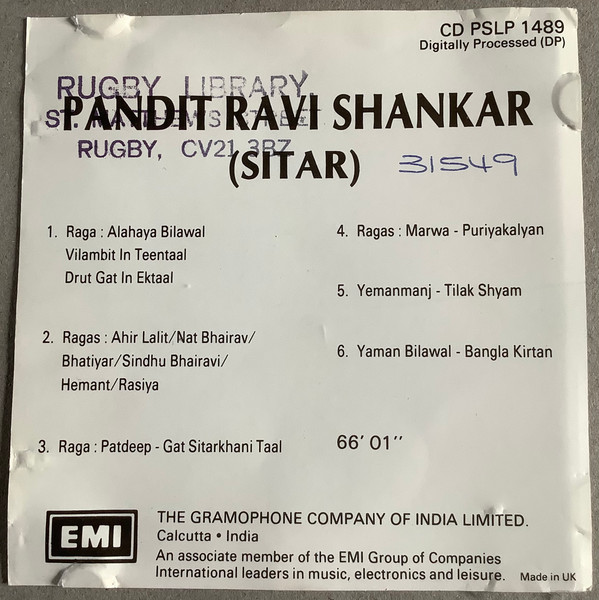 CD PSLP 1489
Digitally Processed (DP)
RUGBY LIBRARY,
PANDIT RAVI SHANKAR
ST. MATTHEW'S STREET
RUGBY, CV21 3BZ
(SITAR)
31549
1. Raga : Alahaya Bilawal
Vilambit In Teentaal
Drut Gat In Ektaal
2. Ragas : Ahir Lalit/Nat Bhairav/
Bhatiyar/Sindhu Bhairavi/
Hemant/Rasiya
3. Raga : Patdeep - Gat Sitarkhani Taal
4. Ragas : Marwa - Puriyakalyan
5. Yemanmanj - Tilak Shyam
6. Yaman Bilawal - Bangla Kirtan
66' 01''
EMI
THE GRAMOPHONE COMPANY OF INDIA LIMITED.
Calcutta • India
An associate member of the EMI Group of Companies
International leaders in music, electronics and leisure.
Made in UK